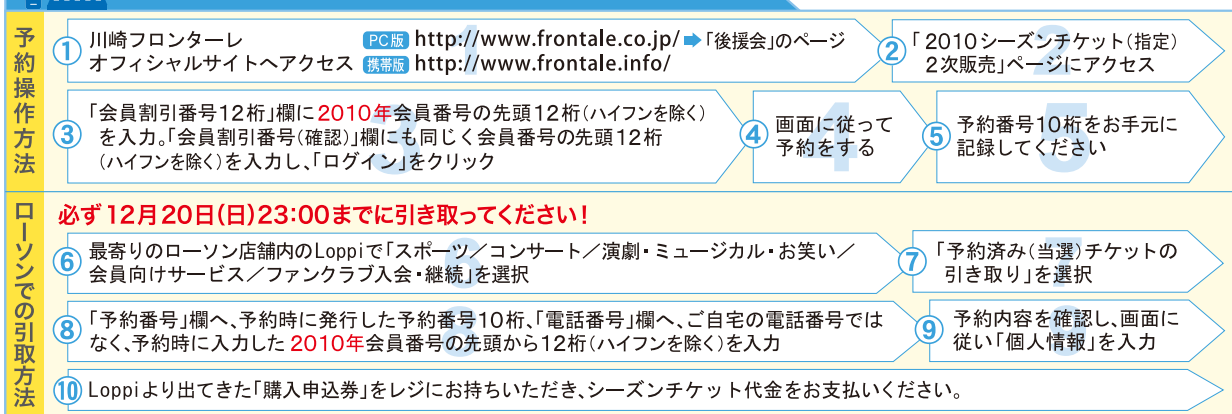 予約操作方法
① 川崎フロンターレ PC版 http://www.frontale.co.jp/ ➡「後援会」のページ
オフィシャルサイトへアクセス 携帯版 http://www.frontale.info/
② 「2010シーズンチケット(指定)
2次販売」ページにアクセス
③ 「会員割引番号12桁」欄に2010年会員番号の先頭12桁(ハイフンを除く)
を入力。「会員割引番号(確認)」欄にも同じく会員番号の先頭12桁
(ハイフンを除く)を入力し、「ログイン」をクリック
④ 画面に従って
予約をする
⑤ 予約番号10桁をお手元に
記録してください
ローソンでの引取方法
必ず12月20日(日)23:00までに引き取ってください!
⑥ 最寄りのローソン店舗内のLoppiで「スポーツ/コンサート/演劇・ミュージカル・お笑い/
会員向けサービス/ファンクラブ入会・継続」を選択
⑦ 「予約済み(当選)チケットの
引き取り」を選択
⑧ 「予約番号」欄へ、予約時に発行した予約番号10桁、「電話番号」欄へ、ご自宅の電話番号では
なく、予約時に入力した2010年会員番号の先頭から12桁(ハイフンを除く)を入力
⑨ 予約内容を確認し、画面に
従い「個人情報」を入力
⑩ Loppiより出てきた「購入申込券」をレジにお持ちいただき、シーズンチケット代金をお支払いください。